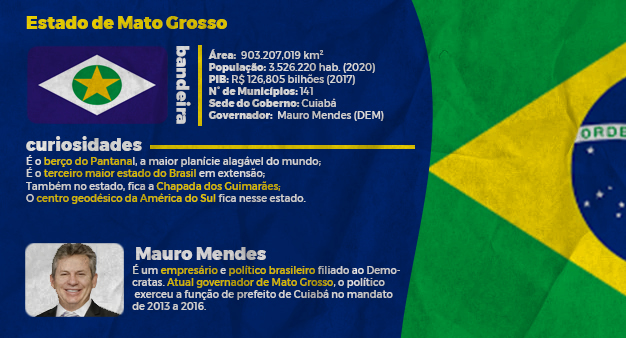 Estado de Mato Grosso
bandeira
Área: 903.207,019 km²
População: 3.526.220 hab. (2020)
PIB: R$ 126,805 bilhões (2017)
N° de Municípios: 141
Sede do Goberno: Cuiabá
Governador: Mauro Mendes (DEM)
curiosidades
É o berço do Pantanal, a maior planície alagável do mundo;
É o terceiro maior estado do Brasil em extensão;
Também no estado, fica a Chapada dos Guimarães;
O centro geodésico da América do Sul fica nesse estado.
Mauro Mendes
É um empresário e político brasileiro filiado ao Demo-
cratas. Atual governador de Mato Grosso, o político
exerceu a função de prefeito de Cuiabá no mandato
de 2013 a 2016.
ORDE